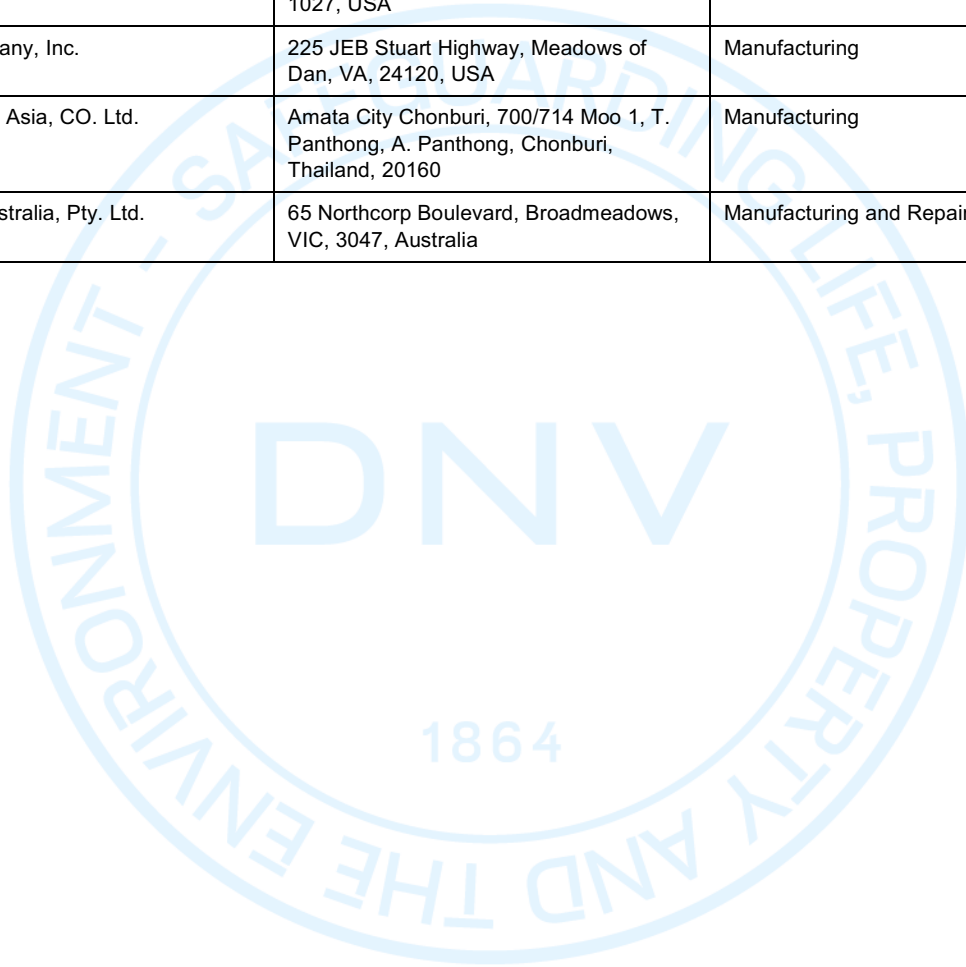 1027, USA
any, Inc.
225 JEB Stuart Highway, Meadows of
Dan, VA, 24120, USA
Manufacturing
Asia, CO. Ltd.
Amata City Chonburi, 700/714 Moo 1, T.
Panthong, A. Panthong, Chonburi,
Thailand, 20160
Manufacturing
stralia, Pty. Ltd.
65 Northcorp Boulevard, Broadmeadows,
VIC, 3047, Australia
Manufacturing and Repair
SAFEGUARDING LIFE, PROPERTY AND THE ENVIRONMENT –
DNV
1864